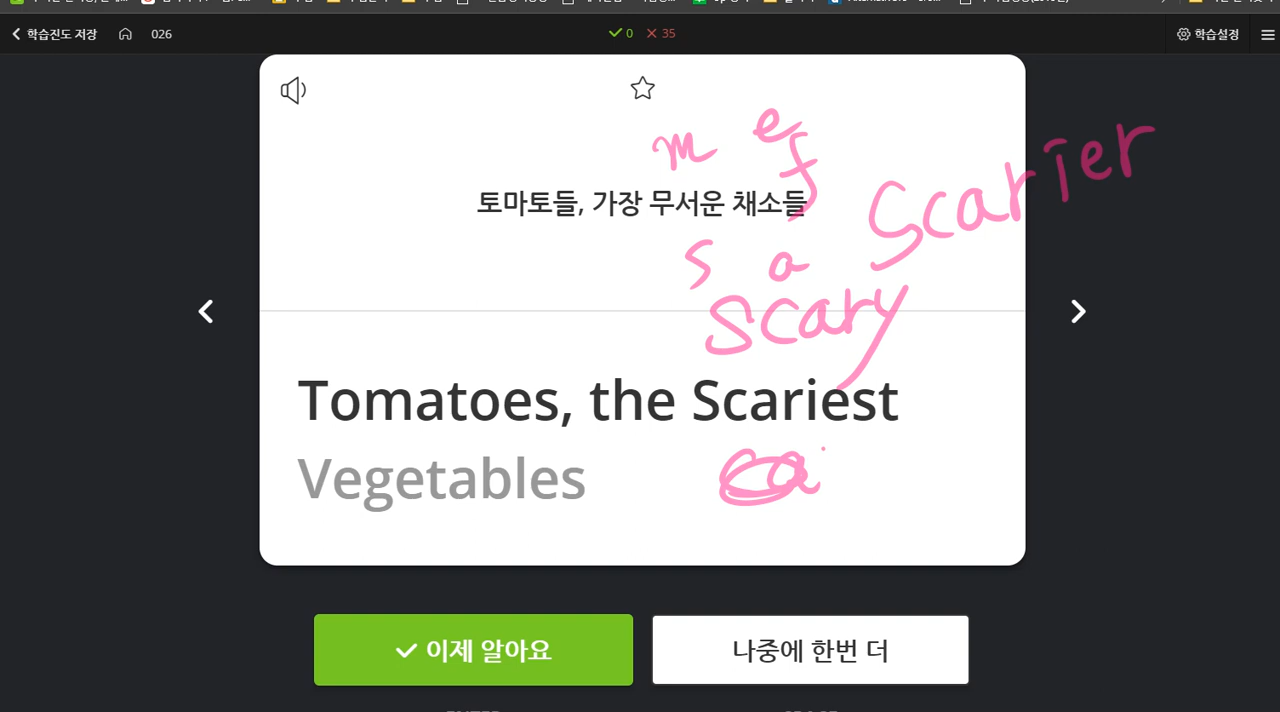 학습진도 저장 026 0 35 학습설정
m e
f
토마토들, 가장 무서운 채소들
scarier
s a
scary
Tomatoes, the Scariest
Vegetables
a
이제 알아요 나중에 한번 더